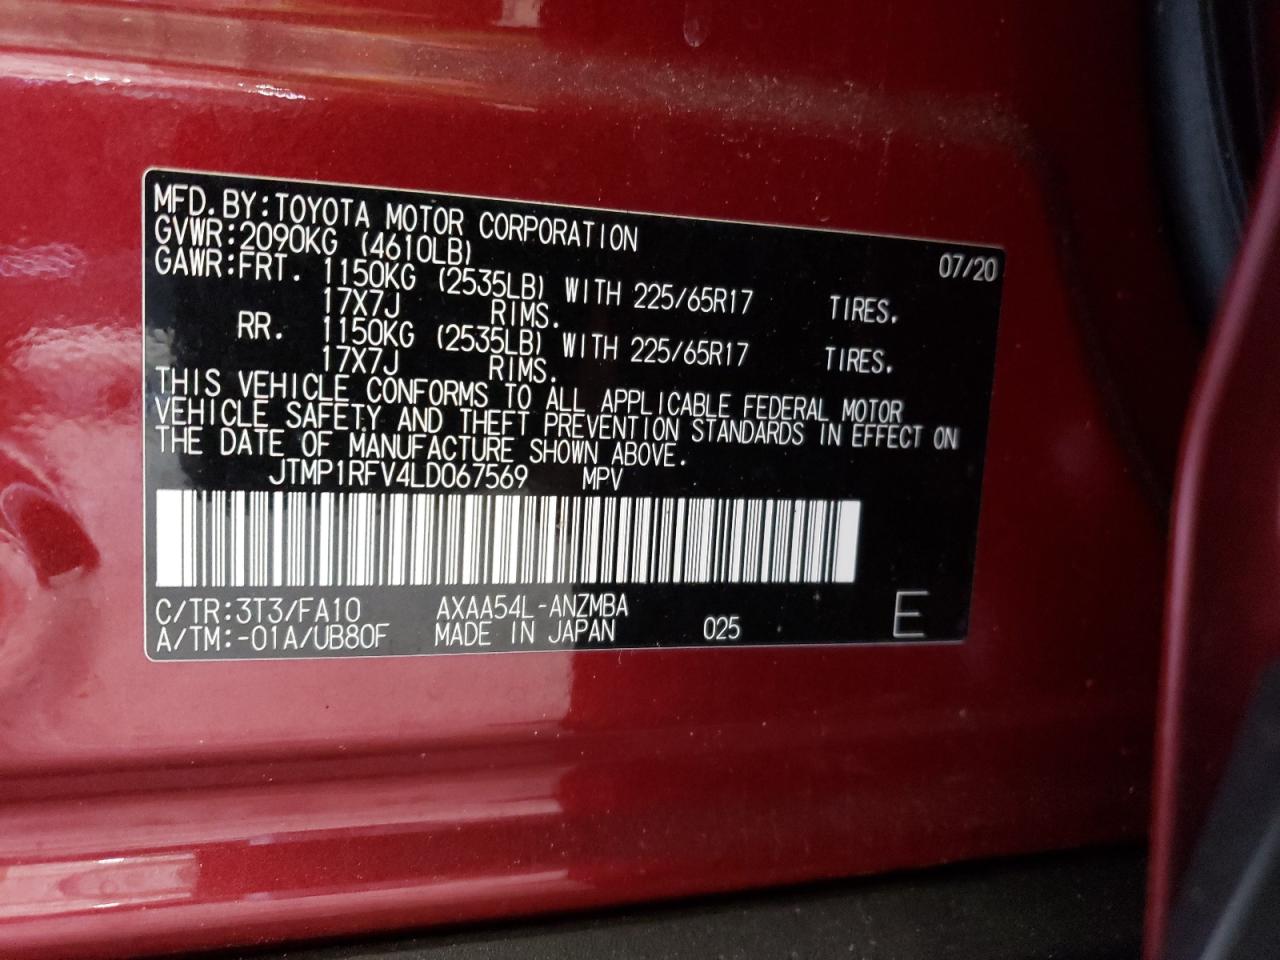 MFD. BY: TOYOTA MOTOR CORPORATION 07/20
GVWR: 2090KG (4610LB)
GAWR: FRT. 1150KG (2535LB) WITH 225/65R17 TIRES.
17X7J RIMS.
RR. 1150KG (2535LB) WITH 225/65R17 TIRES.
17X7J RIMS.
THIS VEHICLE CONFORMS TO ALL APPLICABLE FEDERAL MOTOR
VEHICLE SAFETY AND THEFT PREVENTION STANDARDS IN EFFECT ON
THE DATE OF MANUFACTURE SHOWN ABOVE.
JTMP1RFV4LD067569 MPV
C/TR: 3T3/FA10 AXAA54L-ANZMBA
A/TM: -01A/UB80F MADE IN JAPAN 025 E